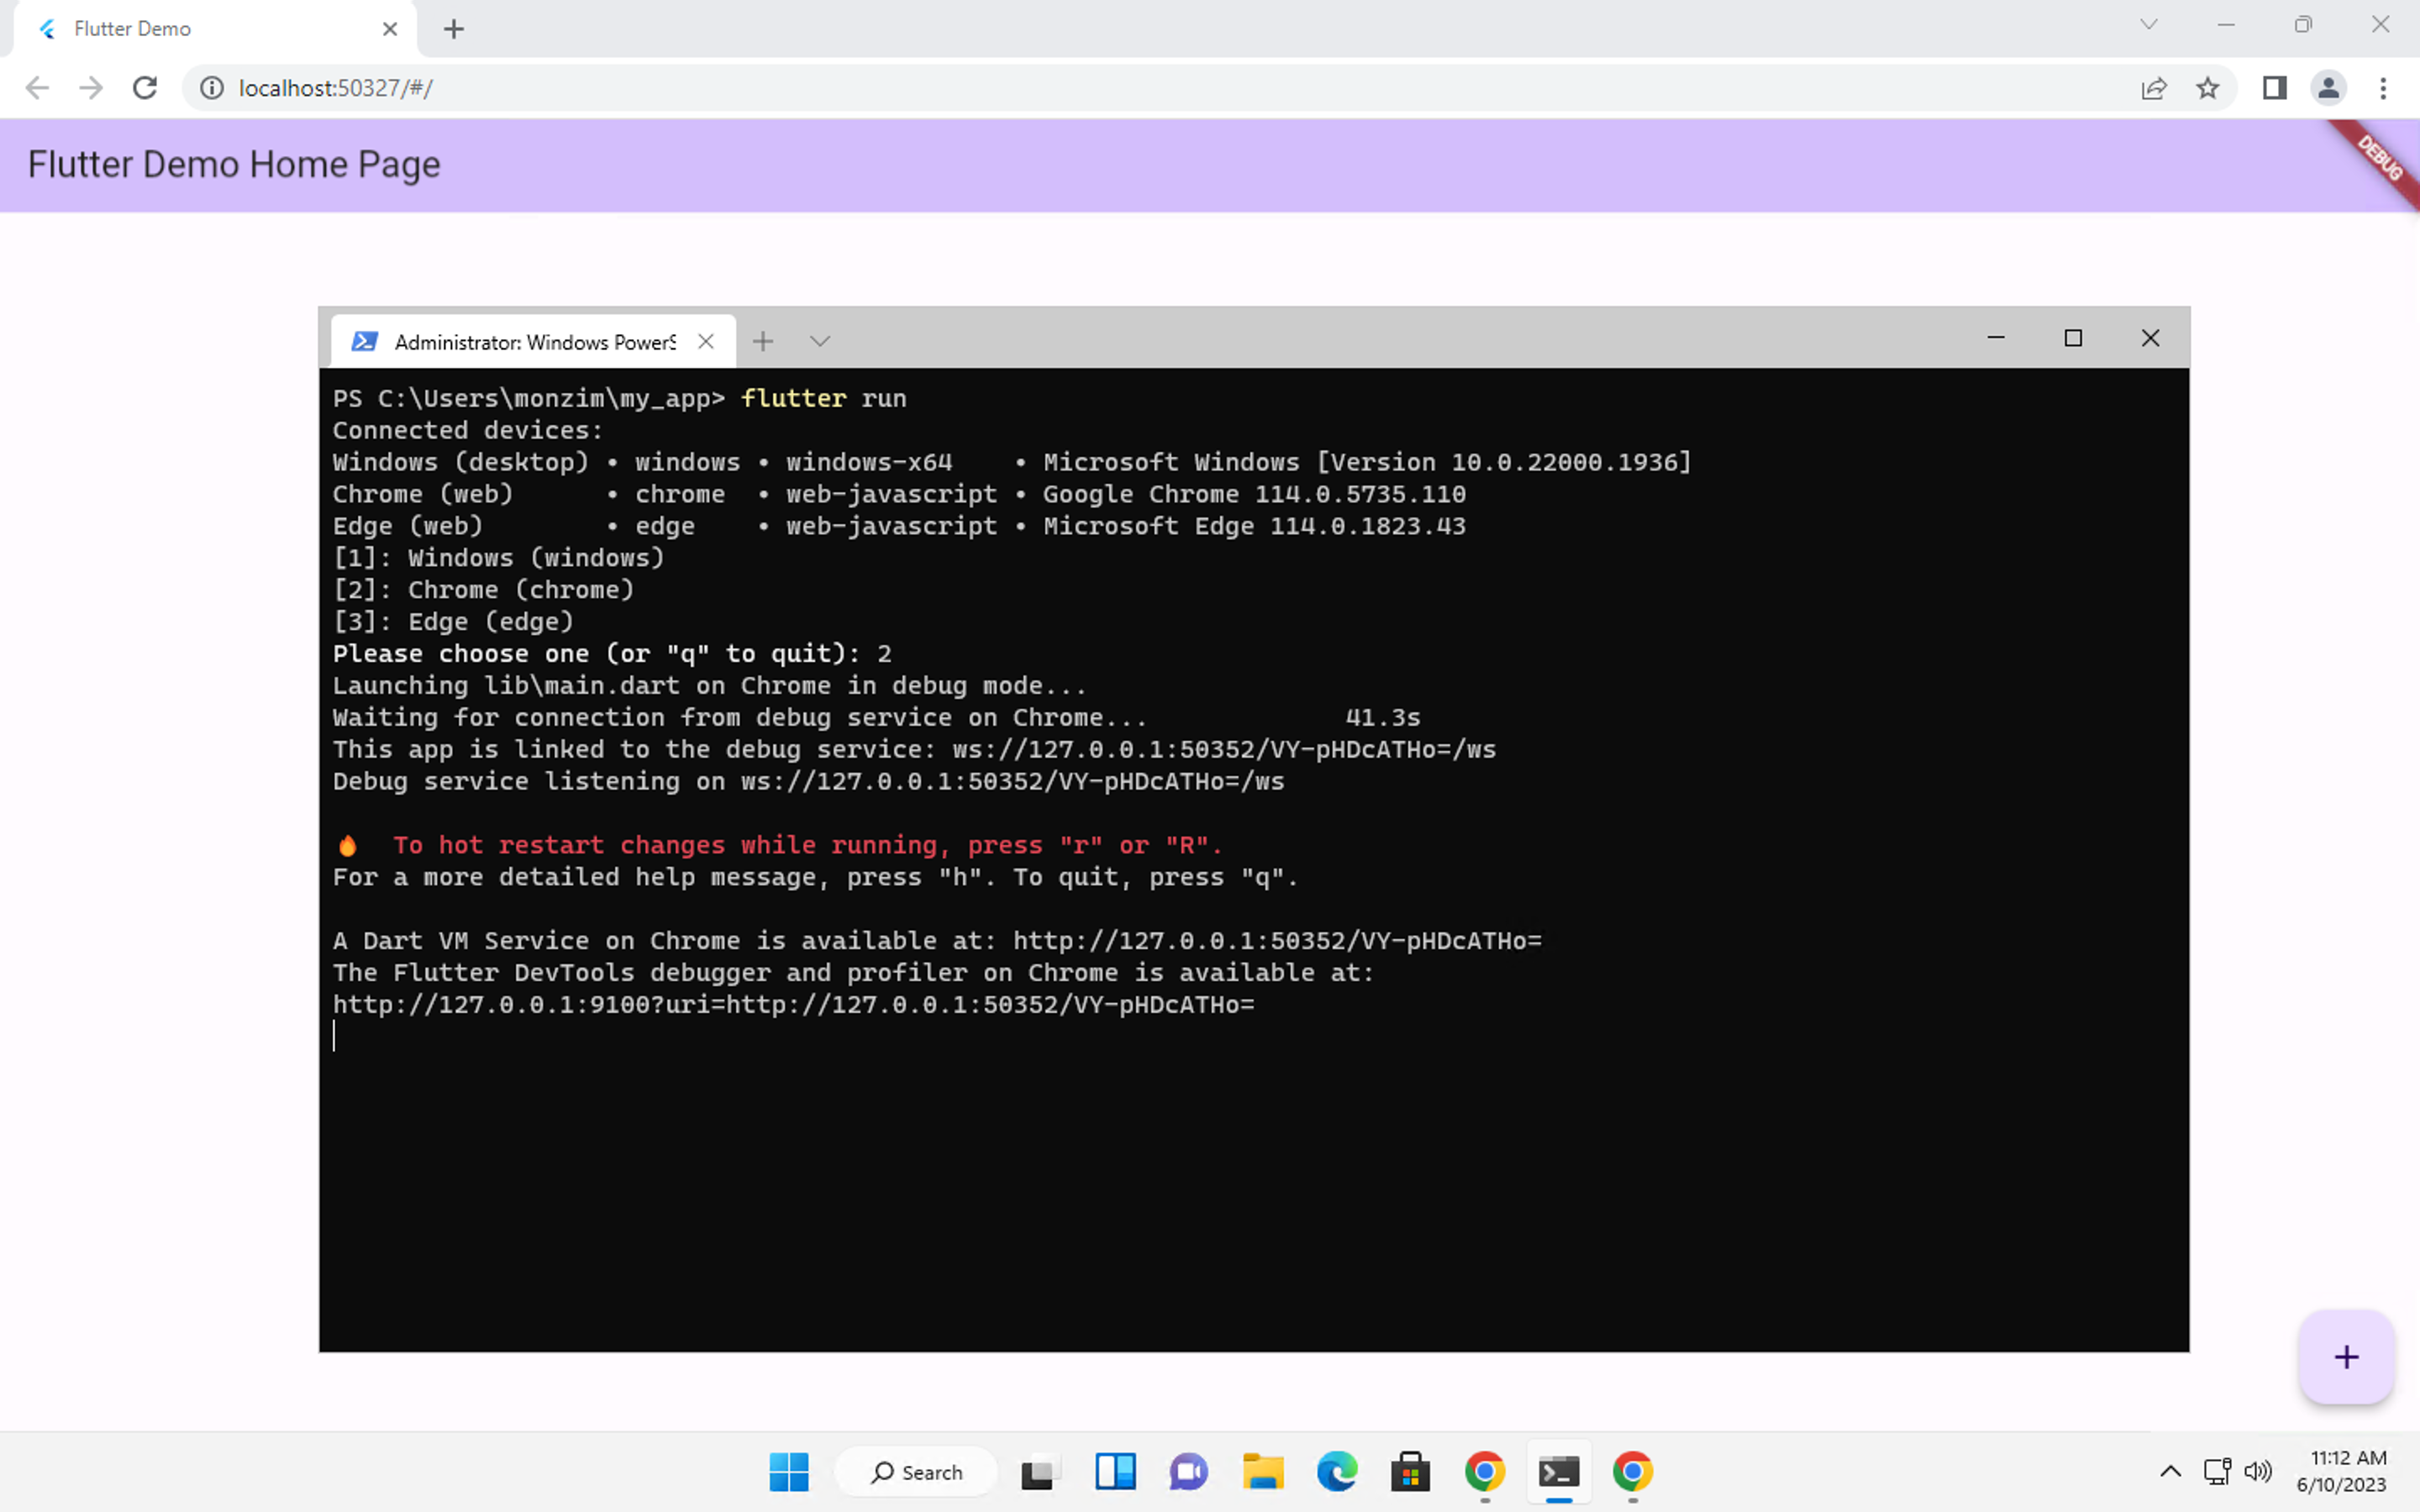 Flutter Demo
localhost:50327/#/
Flutter Demo Home Page
DEBUG
Administrator: Windows PowerS
PS C:\Users\monzim\my_app> flutter run
Connected devices:
Windows (desktop) • windows • windows-x64    • Microsoft Windows [Version 10.0.22000.1936]
Chrome (web)      • chrome  • web-javascript • Google Chrome 114.0.5735.110
Edge (web)        • edge    • web-javascript • Microsoft Edge 114.0.1823.43
[1]: Windows (windows)
[2]: Chrome (chrome)
[3]: Edge (edge)
Please choose one (or "q" to quit): 2
Launching lib\main.dart on Chrome in debug mode...
Waiting for connection from debug service on Chrome...             41.3s
This app is linked to the debug service: ws://127.0.0.1:50352/VY-pHDcATHo=/ws
Debug service listening on ws://127.0.0.1:50352/VY-pHDcATHo=/ws
🔥  To hot restart changes while running, press "r" or "R".
For a more detailed help message, press "h". To quit, press "q".
A Dart VM Service on Chrome is available at: http://127.0.0.1:50352/VY-pHDcATHo=
The Flutter DevTools debugger and profiler on Chrome is available at:
http://127.0.0.1:9100?uri=http://127.0.0.1:50352/VY-pHDcATHo=
Search
11:12 AM
6/10/2023